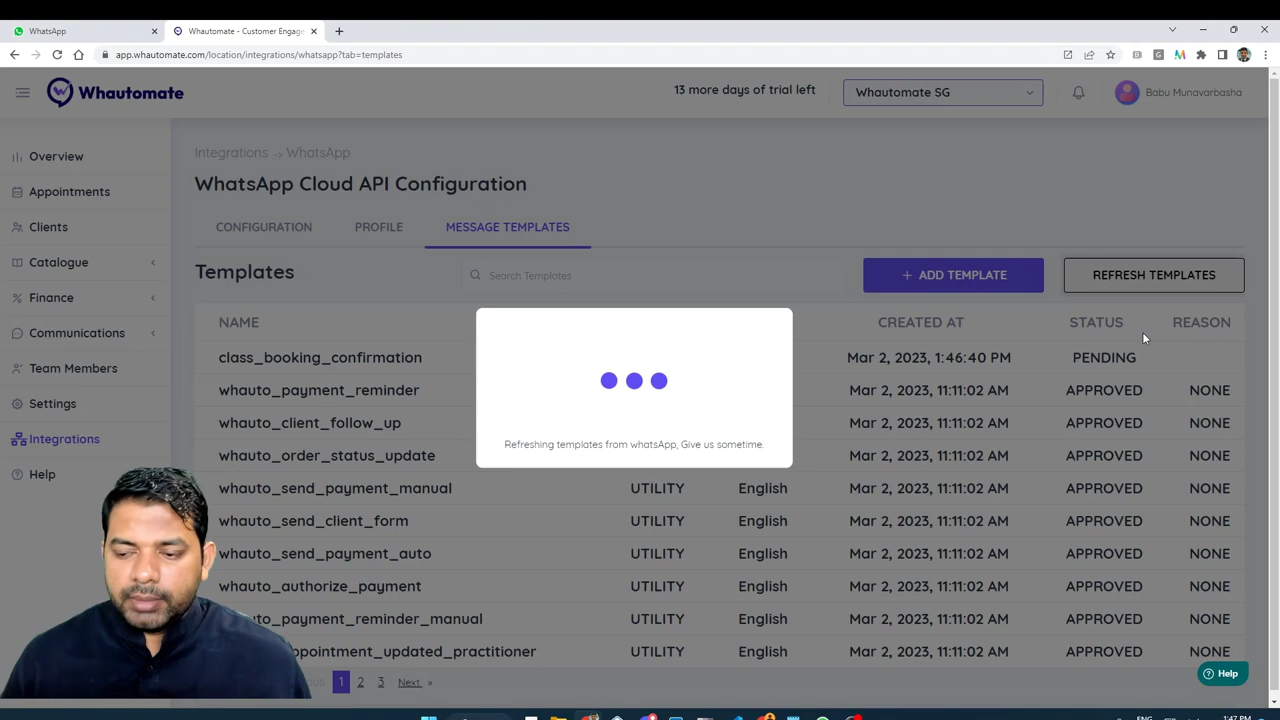 WhatsApp
Whautomate - Customer Engage
app.whautomate.com/location/integrations/whatsapp?tab=templates
Whautomate
13 more days of trial left
Whautomate SG
Babu Munavarbasha
Overview
Appointments
Clients
Catalogue
Finance
Communications
Team Members
Settings
Integrations
Help
Integrations -> WhatsApp
WhatsApp Cloud API Configuration
CONFIGURATION PROFILE MESSAGE TEMPLATES
Templates
Search Templates
+ ADD TEMPLATE
REFRESH TEMPLATES
NAME CREATED AT STATUS REASON
class_booking_confirmation Mar 2, 2023, 1:46:40 PM PENDING
whauto_payment_reminder Mar 2, 2023, 11:11:02 AM APPROVED NONE
whauto_client_follow_up Mar 2, 2023, 11:11:02 AM APPROVED NONE
whauto_order_status_update Mar 2, 2023, 11:11:02 AM APPROVED NONE
whauto_send_payment_manual UTILITY English Mar 2, 2023, 11:11:02 AM APPROVED NONE
whauto_send_client_form UTILITY English Mar 2, 2023, 11:11:02 AM APPROVED NONE
whauto_send_payment_auto UTILITY English Mar 2, 2023, 11:11:02 AM APPROVED NONE
whauto_authorize_payment UTILITY English Mar 2, 2023, 11:11:02 AM APPROVED NONE
to_payment_reminder_manual UTILITY English Mar 2, 2023, 11:11:02 AM APPROVED NONE
ppointment_updated_practitioner UTILITY English Mar 2, 2023, 11:11:02 AM APPROVED NONE
Refreshing templates from whatsApp, Give us sometime.
1 2 3 Next »
Help
1:47 PM